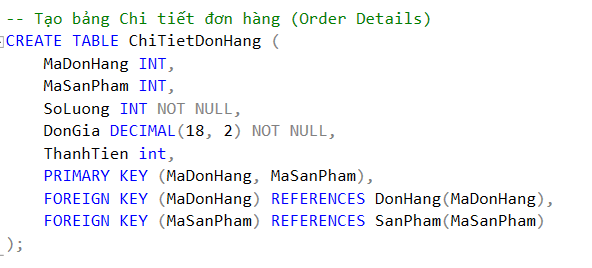 -- Tạo bảng Chi tiết đơn hàng (Order Details)
CREATE TABLE ChiTietDonHang (
    MaDonHang INT,
    MaSanPham INT,
    SoLuong INT NOT NULL,
    DonGia DECIMAL(18, 2) NOT NULL,
    ThanhTien int,
    PRIMARY KEY (MaDonHang, MaSanPham),
    FOREIGN KEY (MaDonHang) REFERENCES DonHang(MaDonHang),
    FOREIGN KEY (MaSanPham) REFERENCES SanPham(MaSanPham)
);